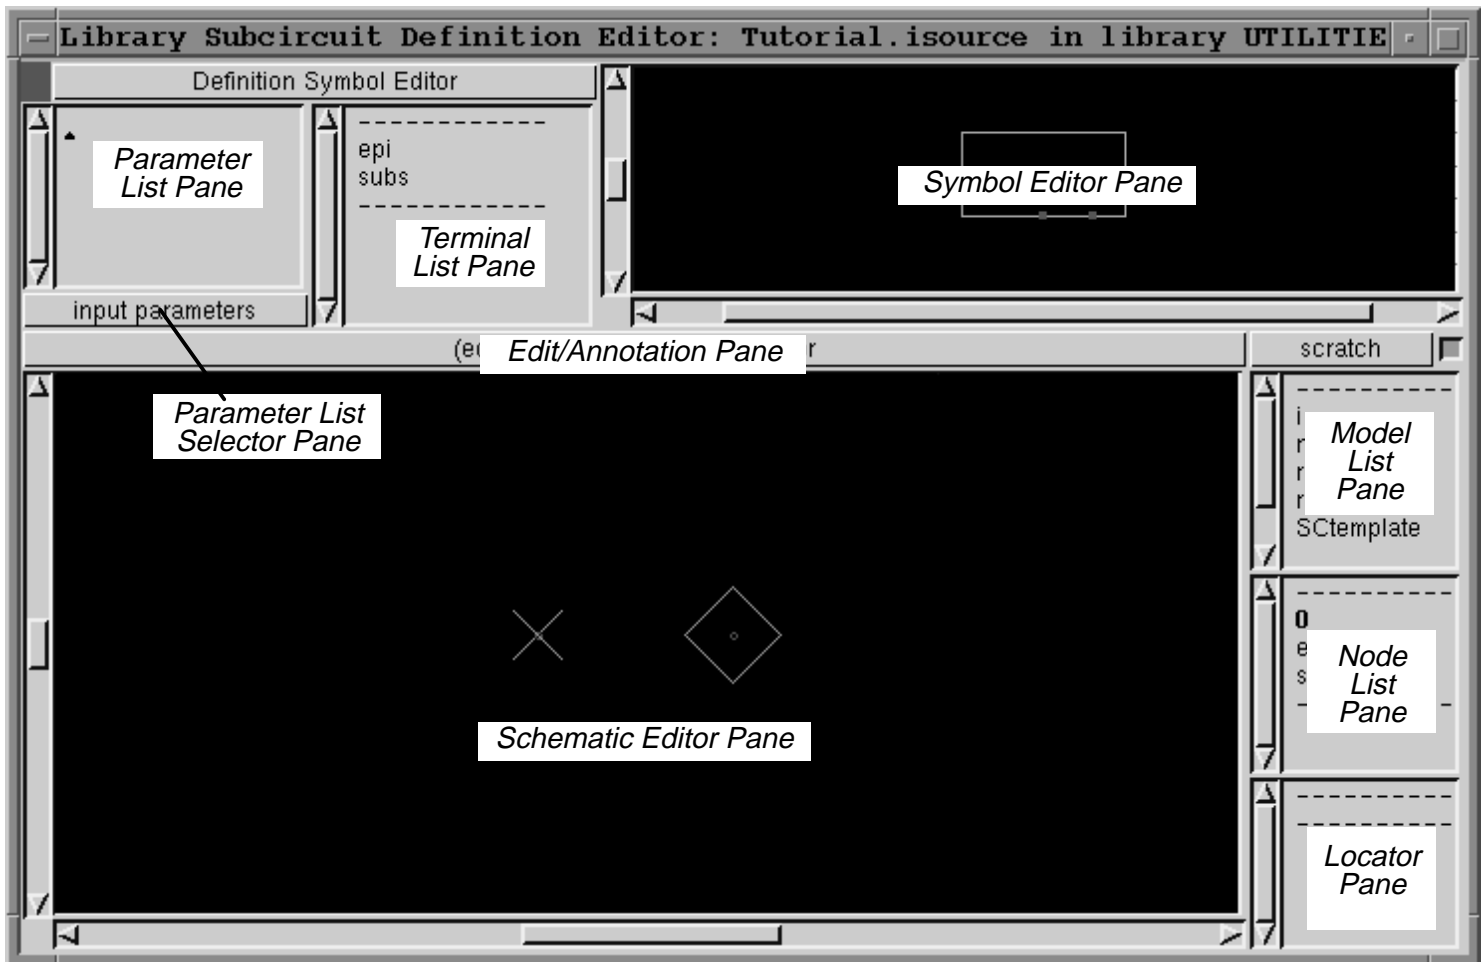 Library Subcircuit Definition Editor: Tutorial.isource in library UTILITIE
Definition Symbol Editor
Parameter
List Pane
epi
subs
Terminal
List Pane
Symbol Editor Pane
input parameters
Edit/Annotation Pane
scratch
Parameter List
Selector Pane
Model
List
Pane
SCtemplate
0
Node
List
Pane
Schematic Editor Pane
Locator
Pane